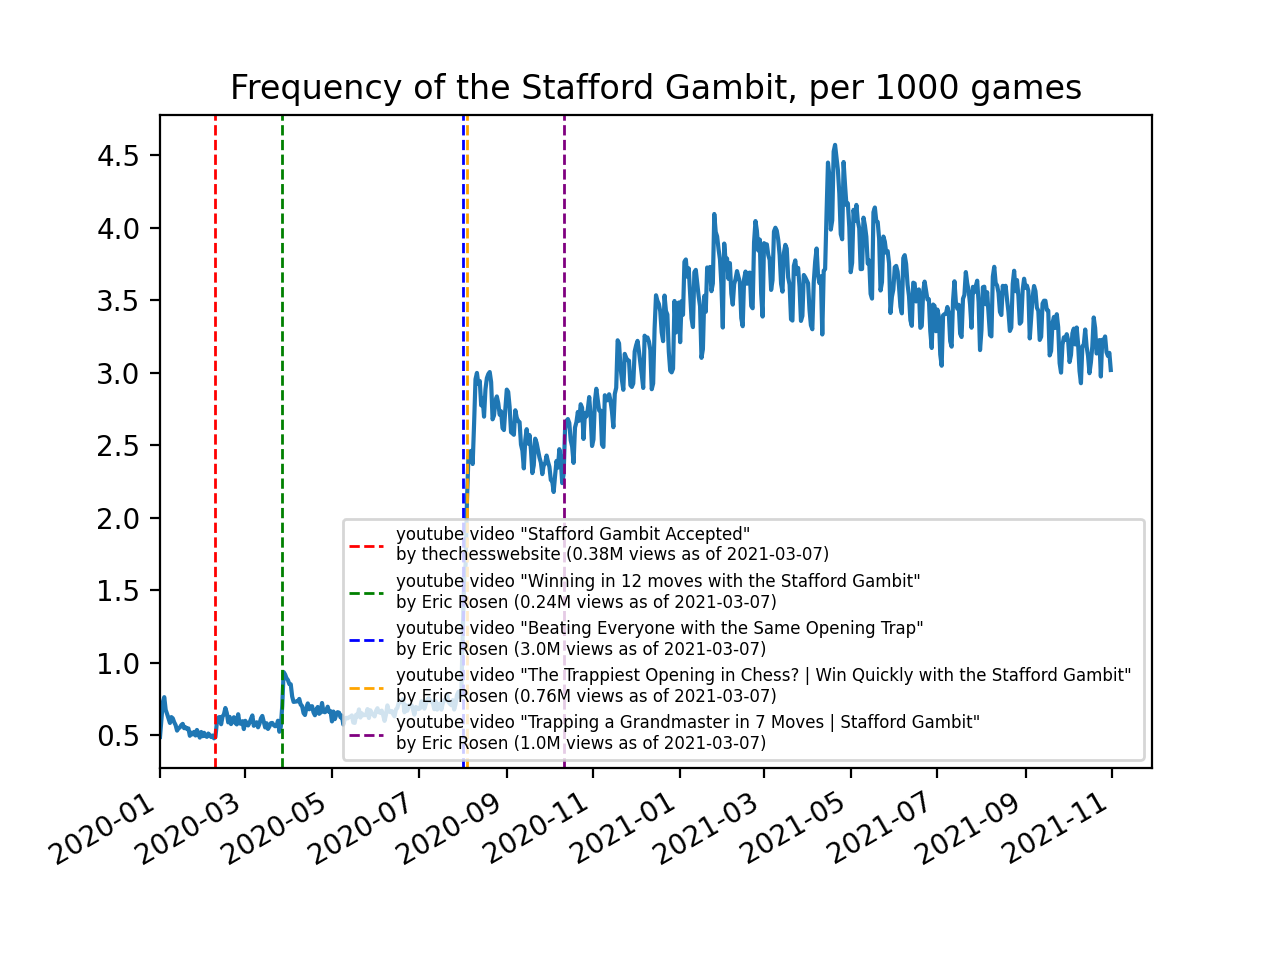 Frequency of the Stafford Gambit, per 1000 games
4.5
4.0
3.5
3.0
2.5
2.0
1.5
1.0
0.5
youtube video "Stafford Gambit Accepted"
by thechesswebsite (0.38M views as of 2021-03-07)
youtube video "Winning in 12 moves with the Stafford Gambit"
by Eric Rosen (0.24M views as of 2021-03-07)
youtube video "Beating Everyone with the Same Opening Trap"
by Eric Rosen (3.0M views as of 2021-03-07)
youtube video "The Trappiest Opening in Chess? | Win Quickly with the Stafford Gambit"
by Eric Rosen (0.76M views as of 2021-03-07)
youtube video "Trapping a Grandmaster in 7 Moves | Stafford Gambit"
by Eric Rosen (1.0M views as of 2021-03-07)
2020-01
2020-03
2020-05
2020-07
2020-09
2020-11
2021-01
2021-03
2021-05
2021-07
2021-09
2021-11